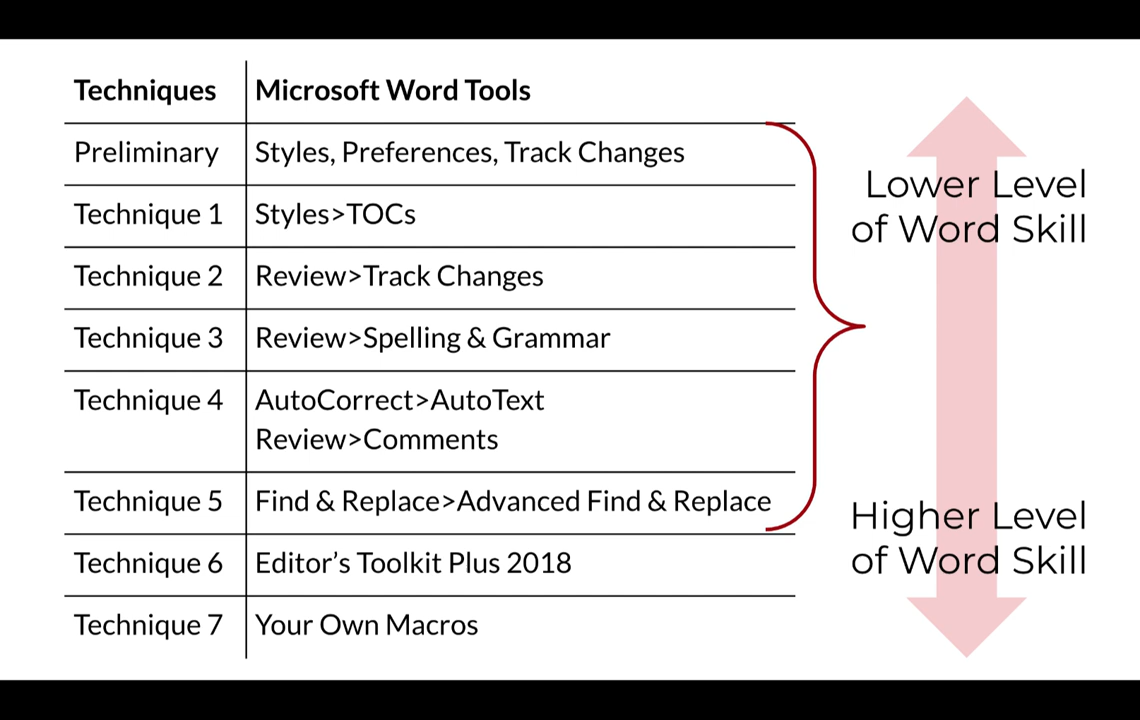 Techniques Microsoft Word Tools
Preliminary Styles, Preferences, Track Changes
Technique 1 Styles>TOCs
Technique 2 Review>Track Changes
Technique 3 Review>Spelling & Grammar
Technique 4 AutoCorrect>AutoText
Review>Comments
Technique 5 Find & Replace>Advanced Find & Replace
Technique 6 Editor’s Toolkit Plus 2018
Technique 7 Your Own Macros
Lower Level
of Word Skill
Higher Level
of Word Skill